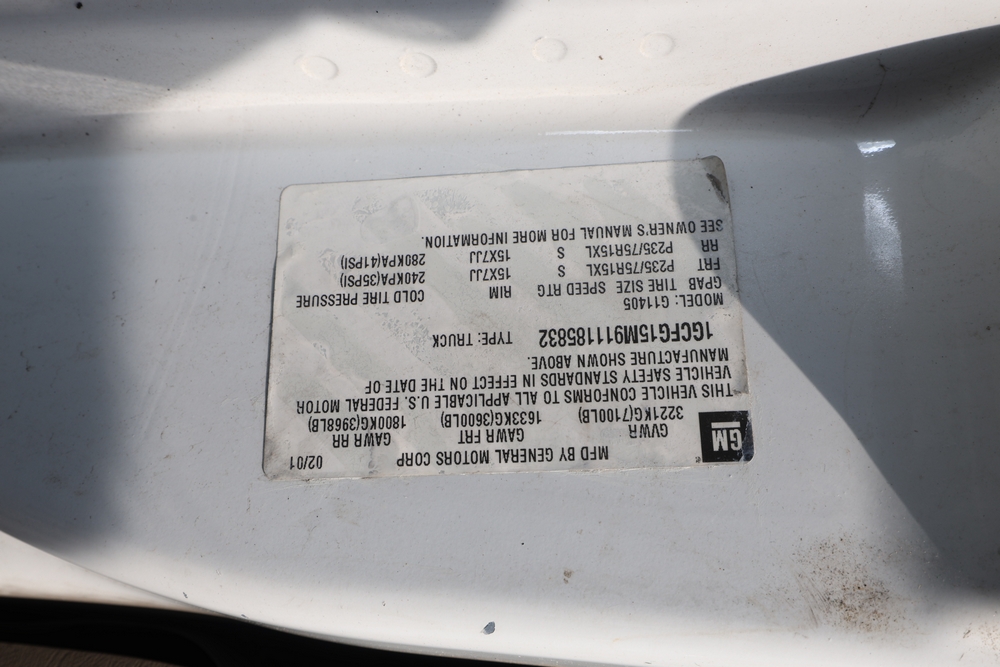 GM
MFD BY GENERAL MOTORS CORP 02/01
GVWR GAWR FRT GAWR RR
3221KG(7100LB) 1633KG(3600LB) 1800KG(3968LB)
THIS VEHICLE CONFORMS TO ALL APPLICABLE U.S. FEDERAL MOTOR
VEHICLE SAFETY STANDARDS IN EFFECT ON THE DATE OF
MANUFACTURE SHOWN ABOVE.
1GCFG15M911185832 TYPE: TRUCK
MODEL: G11405
GPAB TIRE SIZE SPEED RTG RIM COLD TIRE PRESSURE
FRT P235/75R15XL S 15X7JJ 240KPA(35PSI)
RR P235/75R15XL S 15X7JJ 280KPA(41PSI)
SEE OWNER'S MANUAL FOR MORE INFORMATION.